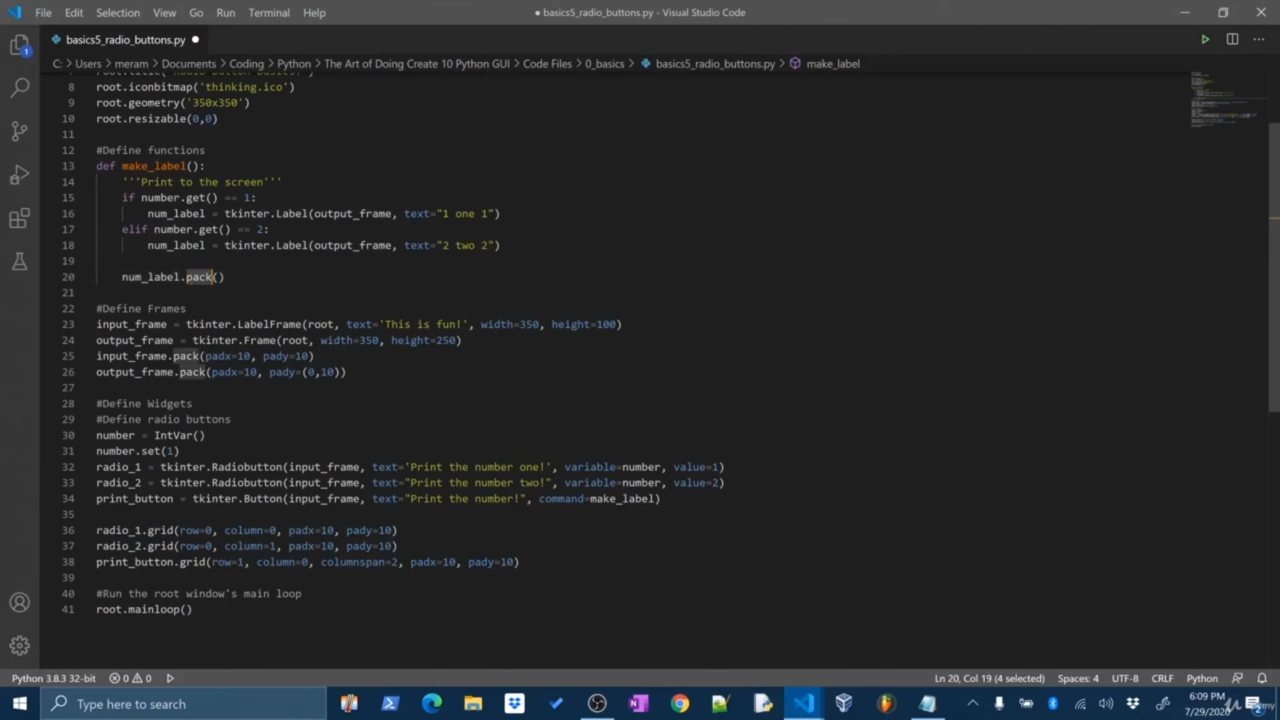 File Edit Selection View Go Run Terminal Help
● basics5_radio_buttons.py - Visual Studio Code
basics5_radio_buttons.py ●
C: > Users > meram > Documents > Coding > Python > The Art of Doing Create 10 Python GUI > Code Files > 0_basics > basics5_radio_buttons.py > make_label
8 root.iconbitmap('thinking.ico')
9 root.geometry('350x350')
10 root.resizable(0,0)
11
12 #Define functions
13 def make_label():
14 '''Print to the screen'''
15 if number.get() == 1:
16 num_label = tkinter.Label(output_frame, text="1 one 1")
17 elif number.get() == 2:
18 num_label = tkinter.Label(output_frame, text="2 two 2")
19
20 num_label.pack()
21
22 #Define Frames
23 input_frame = tkinter.LabelFrame(root, text='This is fun!', width=350, height=100)
24 output_frame = tkinter.Frame(root, width=350, height=250)
25 input_frame.pack(padx=10, pady=10)
26 output_frame.pack(padx=10, pady=(0,10))
27
28 #Define Widgets
29 #Define radio buttons
30 number = IntVar()
31 number.set(1)
32 radio_1 = tkinter.Radiobutton(input_frame, text='Print the number one!', variable=number, value=1)
33 radio_2 = tkinter.Radiobutton(input_frame, text="Print the number two!", variable=number, value=2)
34 print_button = tkinter.Button(input_frame, text="Print the number!", command=make_label)
35
36 radio_1.grid(row=0, column=0, padx=10, pady=10)
37 radio_2.grid(row=0, column=1, padx=10, pady=10)
38 print_button.grid(row=1, column=0, columnspan=2, padx=10, pady=10)
39
40 #Run the root window's main loop
41 root.mainloop()
Python 3.8.3 32-bit 0 0 Ln 20, Col 19 (4 selected) Spaces: 4 UTF-8 CRLF Python
Type here to search
6:09 PM
7/29/2020